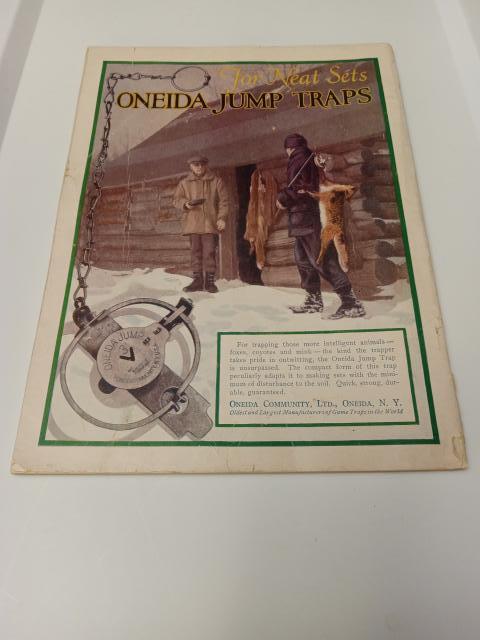 For Neat Sets
ONEIDA JUMP TRAPS
ONEIDA JUMP
For trapping those more intelligent animals—
foxes, coyotes and mink—the kind the trapper
takes pride in outwitting, the Oneida Jump Trap
is unsurpassed. The compact form of this trap
peculiarly adapts it to making sets with the mini-
mum of disturbance to the soil. Quick, strong, dur-
able, guaranteed.
ONEIDA COMMUNITY, LTD., ONEIDA, N. Y.
Oldest and Largest Manufacturers of Game Traps in the World